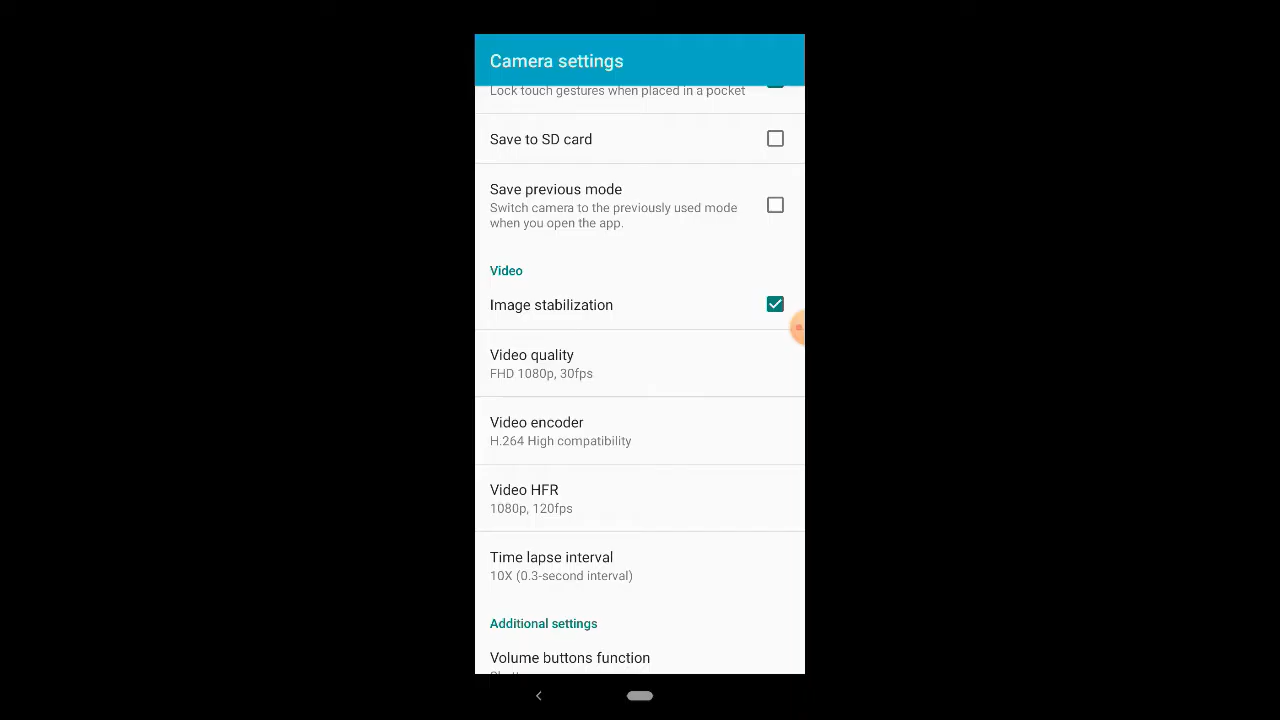 Camera settings
Lock touch gestures when placed in a pocket
Save to SD card
Save previous mode
Switch camera to the previously used mode
when you open the app.
Video
Image stabilization
Video quality
FHD 1080p, 30fps
Video encoder
H.264 High compatibility
Video HFR
1080p, 120fps
Time lapse interval
10X (0.3-second interval)
Additional settings
Volume buttons function